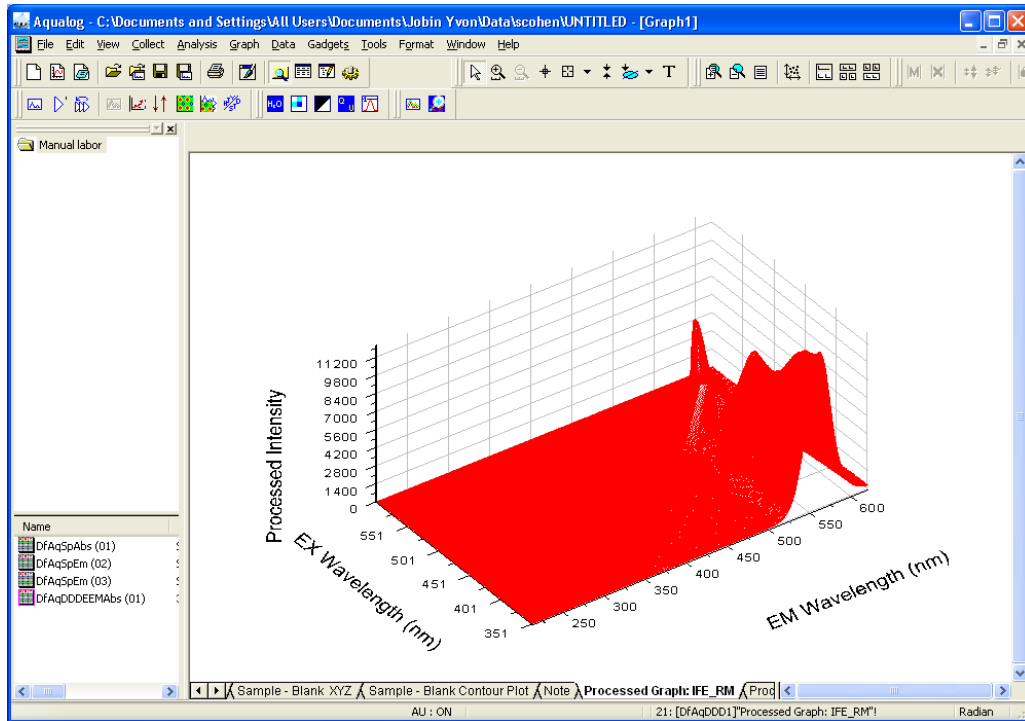 Aqualog - C:\Documents and Settings\All Users\Documents\Jobin Yvon\Data\scohen\UNTITLED - [Graph1]
File Edit View Collect Analysis Graph Data Gadgets Tools Format Window Help
Manual labor
11200
9800
8400
7000
5600
4200
2800
1400
0
Processed Intensity
551
501
451
401
351
EX Wavelength (nm)
250
300
350
400
450
500
550
600
EM Wavelength (nm)
Name
DfAqSpAbs (01)
DfAqSpEm (02)
DfAqSpEm (03)
DfAqDDDEEMAbs (01)
Sample - Blank XYZ Sample - Blank Contour Plot Note Processed Graph: IFE_RM Proc
AU : ON 21: [DfAqDDD1]"Processed Graph: IFE_RM"! Radian